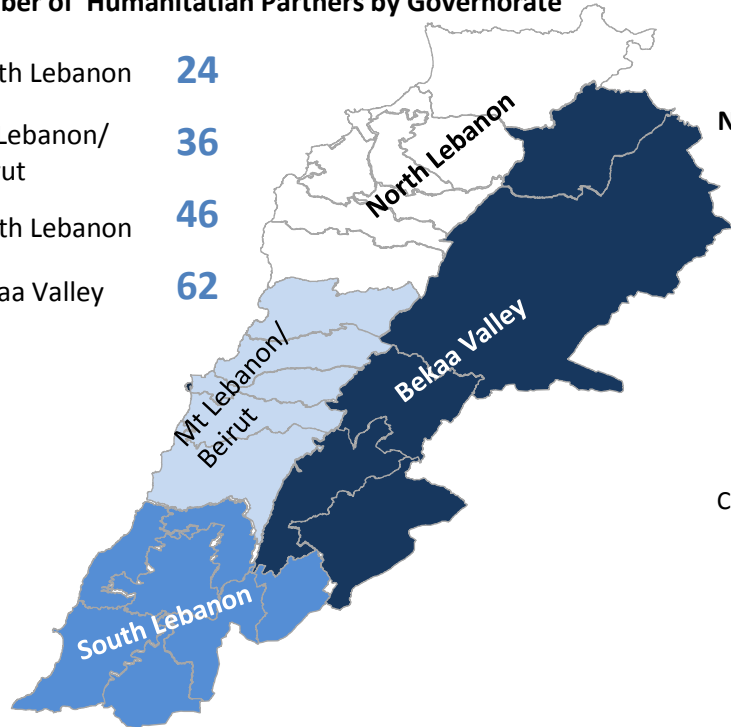 ber of Humanitatian Partners by Governorate
th Lebanon 24
Lebanon/ 36
ut
th Lebanon 46
aa Valley 62
N
North Lebanon
Bekaa Valley
Mt Lebanon/
Beirut
C
South Lebanon